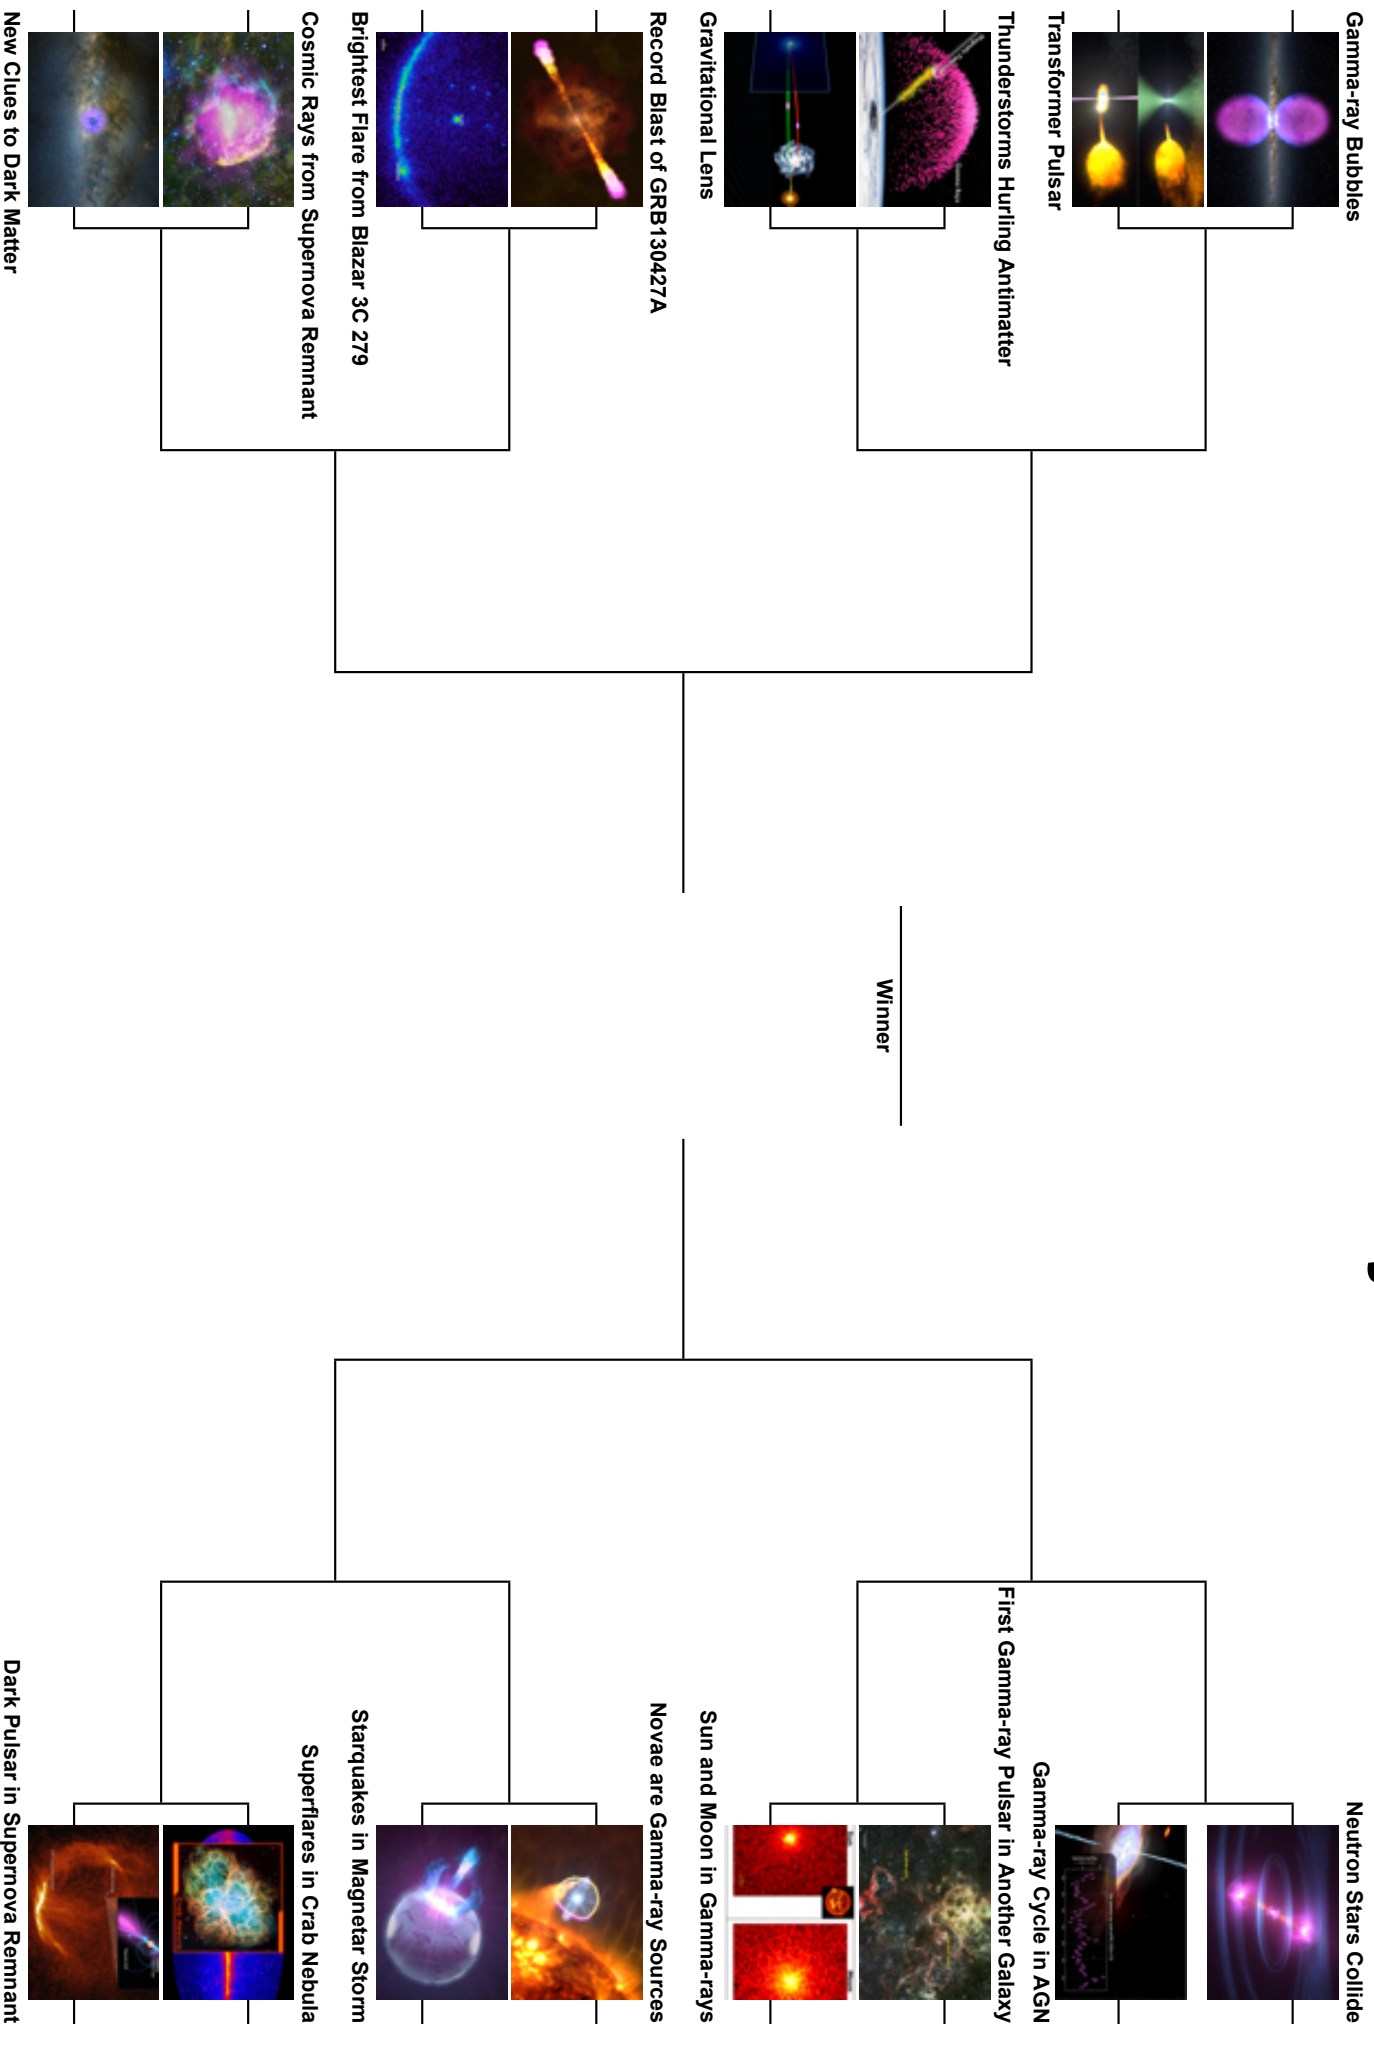 Gamma-ray Bubbles
Transformer Pulsar
Thunderstorms Hurling Antimatter
Gravitational Lens
Record Blast of GRB130427A
Brightest Flare from Blazar 3C 279
Cosmic Rays from Supernova Remnant
New Clues to Dark Matter
Winner
Neutron Stars Collide
Gamma-ray Cycle in AGN
First Gamma-ray Pulsar in Another Galaxy
Sun and Moon in Gamma-rays
Novae are Gamma-ray Sources
Starquakes in Magnetar Storm
Superflares in Crab Nebula
Dark Pulsar in Supernova Remnant